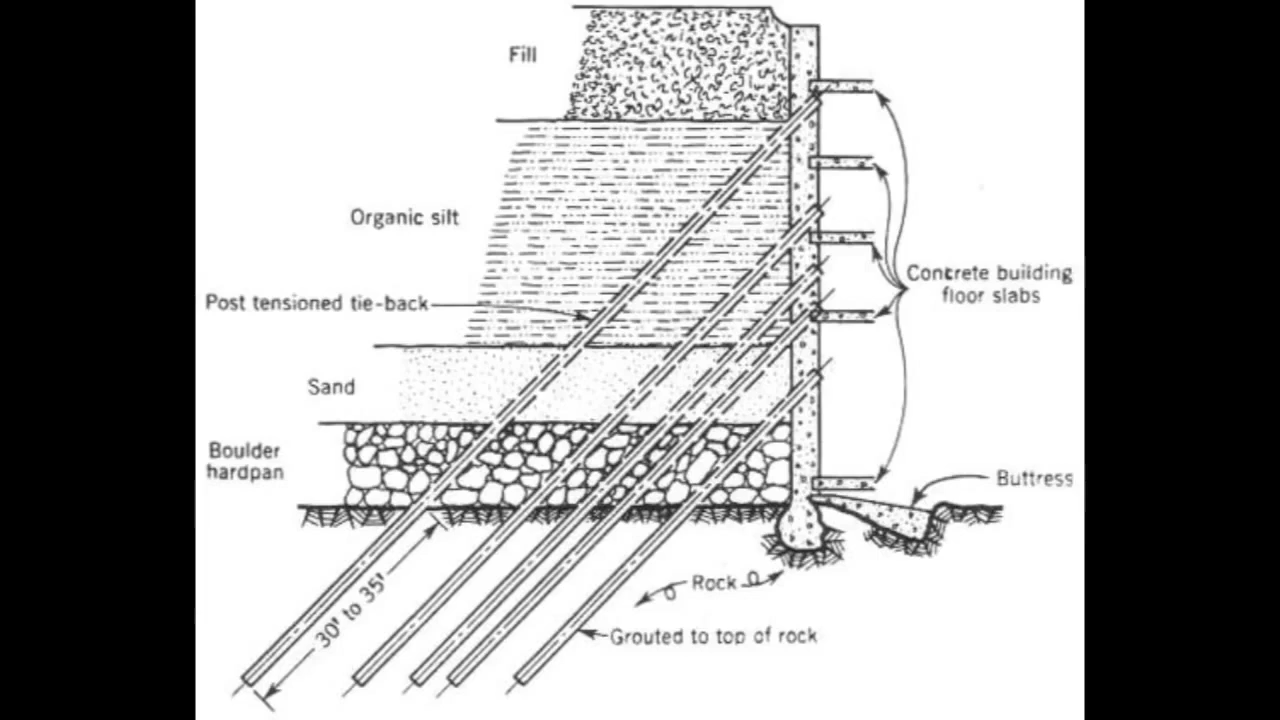 Fill
Organic silt
Post tensioned tie-back
Concrete building
floor slabs
Sand
Boulder
hardpan
Buttress
30' to 35'
Rock
Grouted to top of rock